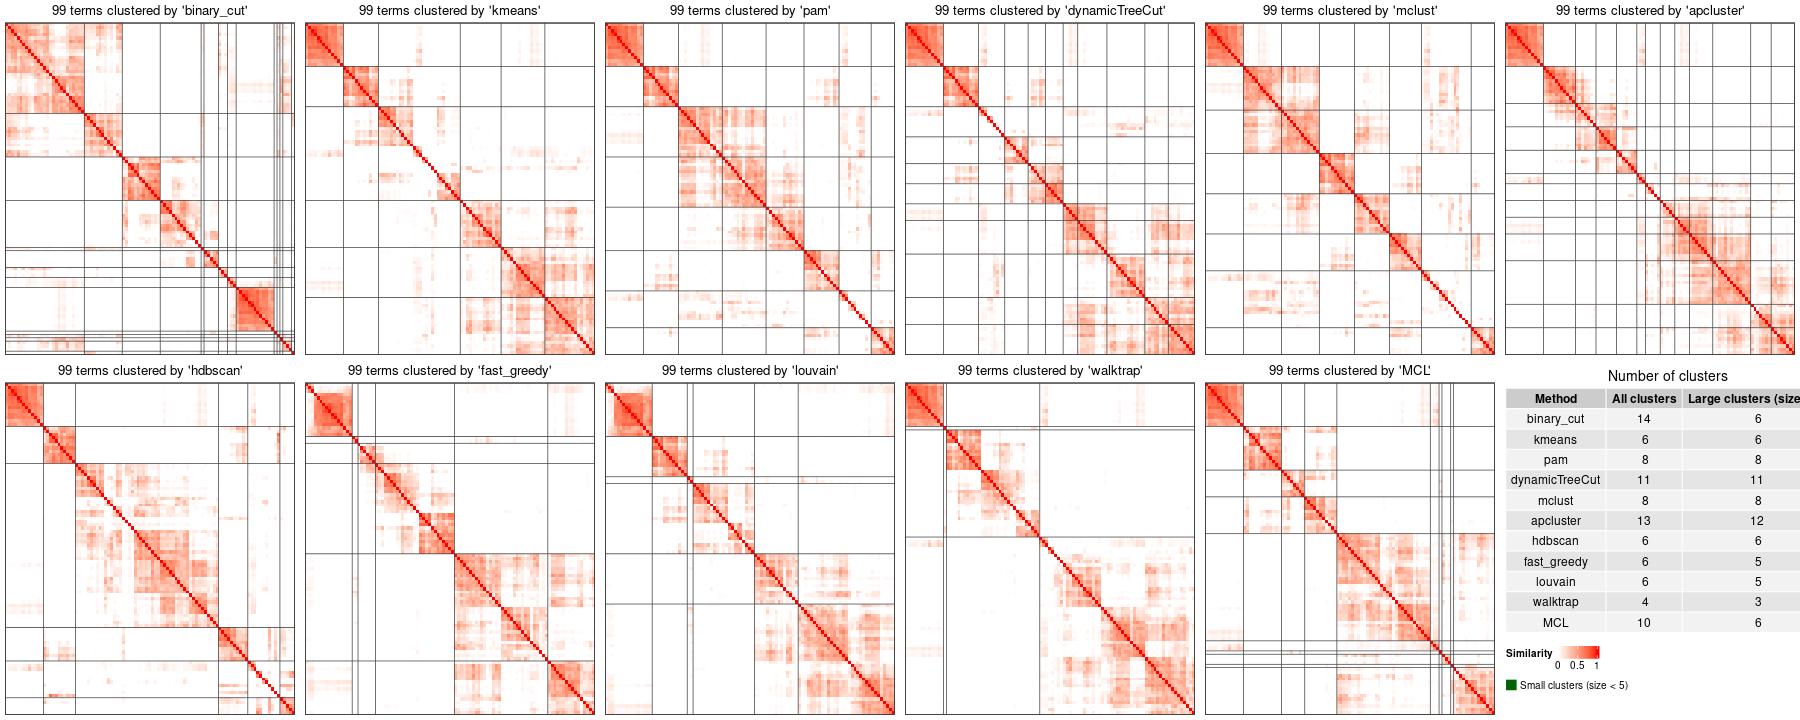 99 terms clustered by 'binary_cut'
99 terms clustered by 'kmeans'
99 terms clustered by 'pam'
99 terms clustered by 'dynamicTreeCut'
99 terms clustered by 'mclust'
99 terms clustered by 'apcluster'
99 terms clustered by 'hdbscan'
99 terms clustered by 'fast_greedy'
99 terms clustered by 'louvain'
99 terms clustered by 'walktrap'
99 terms clustered by 'MCL'
Number of clusters
Method All clusters Large clusters (size
binary_cut 14 6
kmeans 6 6
pam 8 8
dynamicTreeCut 11 11
mclust 8 8
apcluster 13 12
hdbscan 6 6
fast_greedy 6 5
louvain 6 5
walktrap 4 3
MCL 10 6
Similarity
0 0.5 1
Small clusters (size < 5)